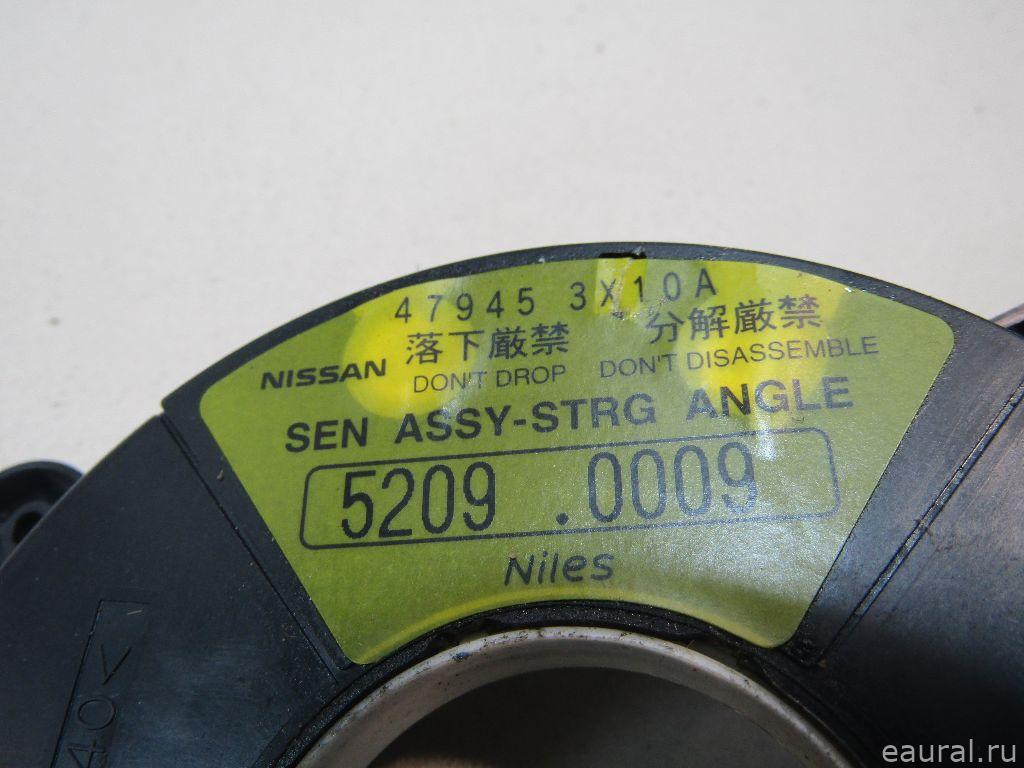 47945 3X10A
NISSAN 落下厳禁 分解厳禁
DON'T DROP DON'T DISASSEMBLE
SEN ASSY-STRG ANGLE
5209 .0009
Niles
40<
eaural.ru